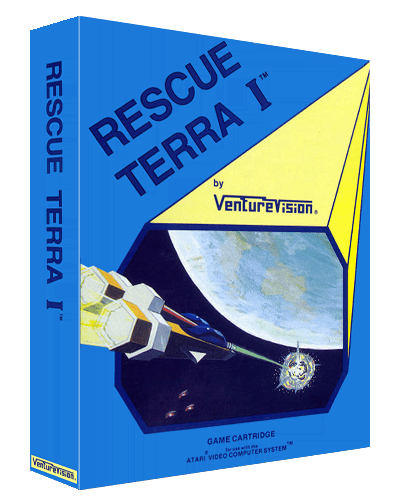 RESCUE
TERRA I™
by
VentureVision®
GAME CARTRIDGE
for use with the
ATARI® VIDEO COMPUTER SYSTEM™
RESCUE TERRA I™
VentureVision®